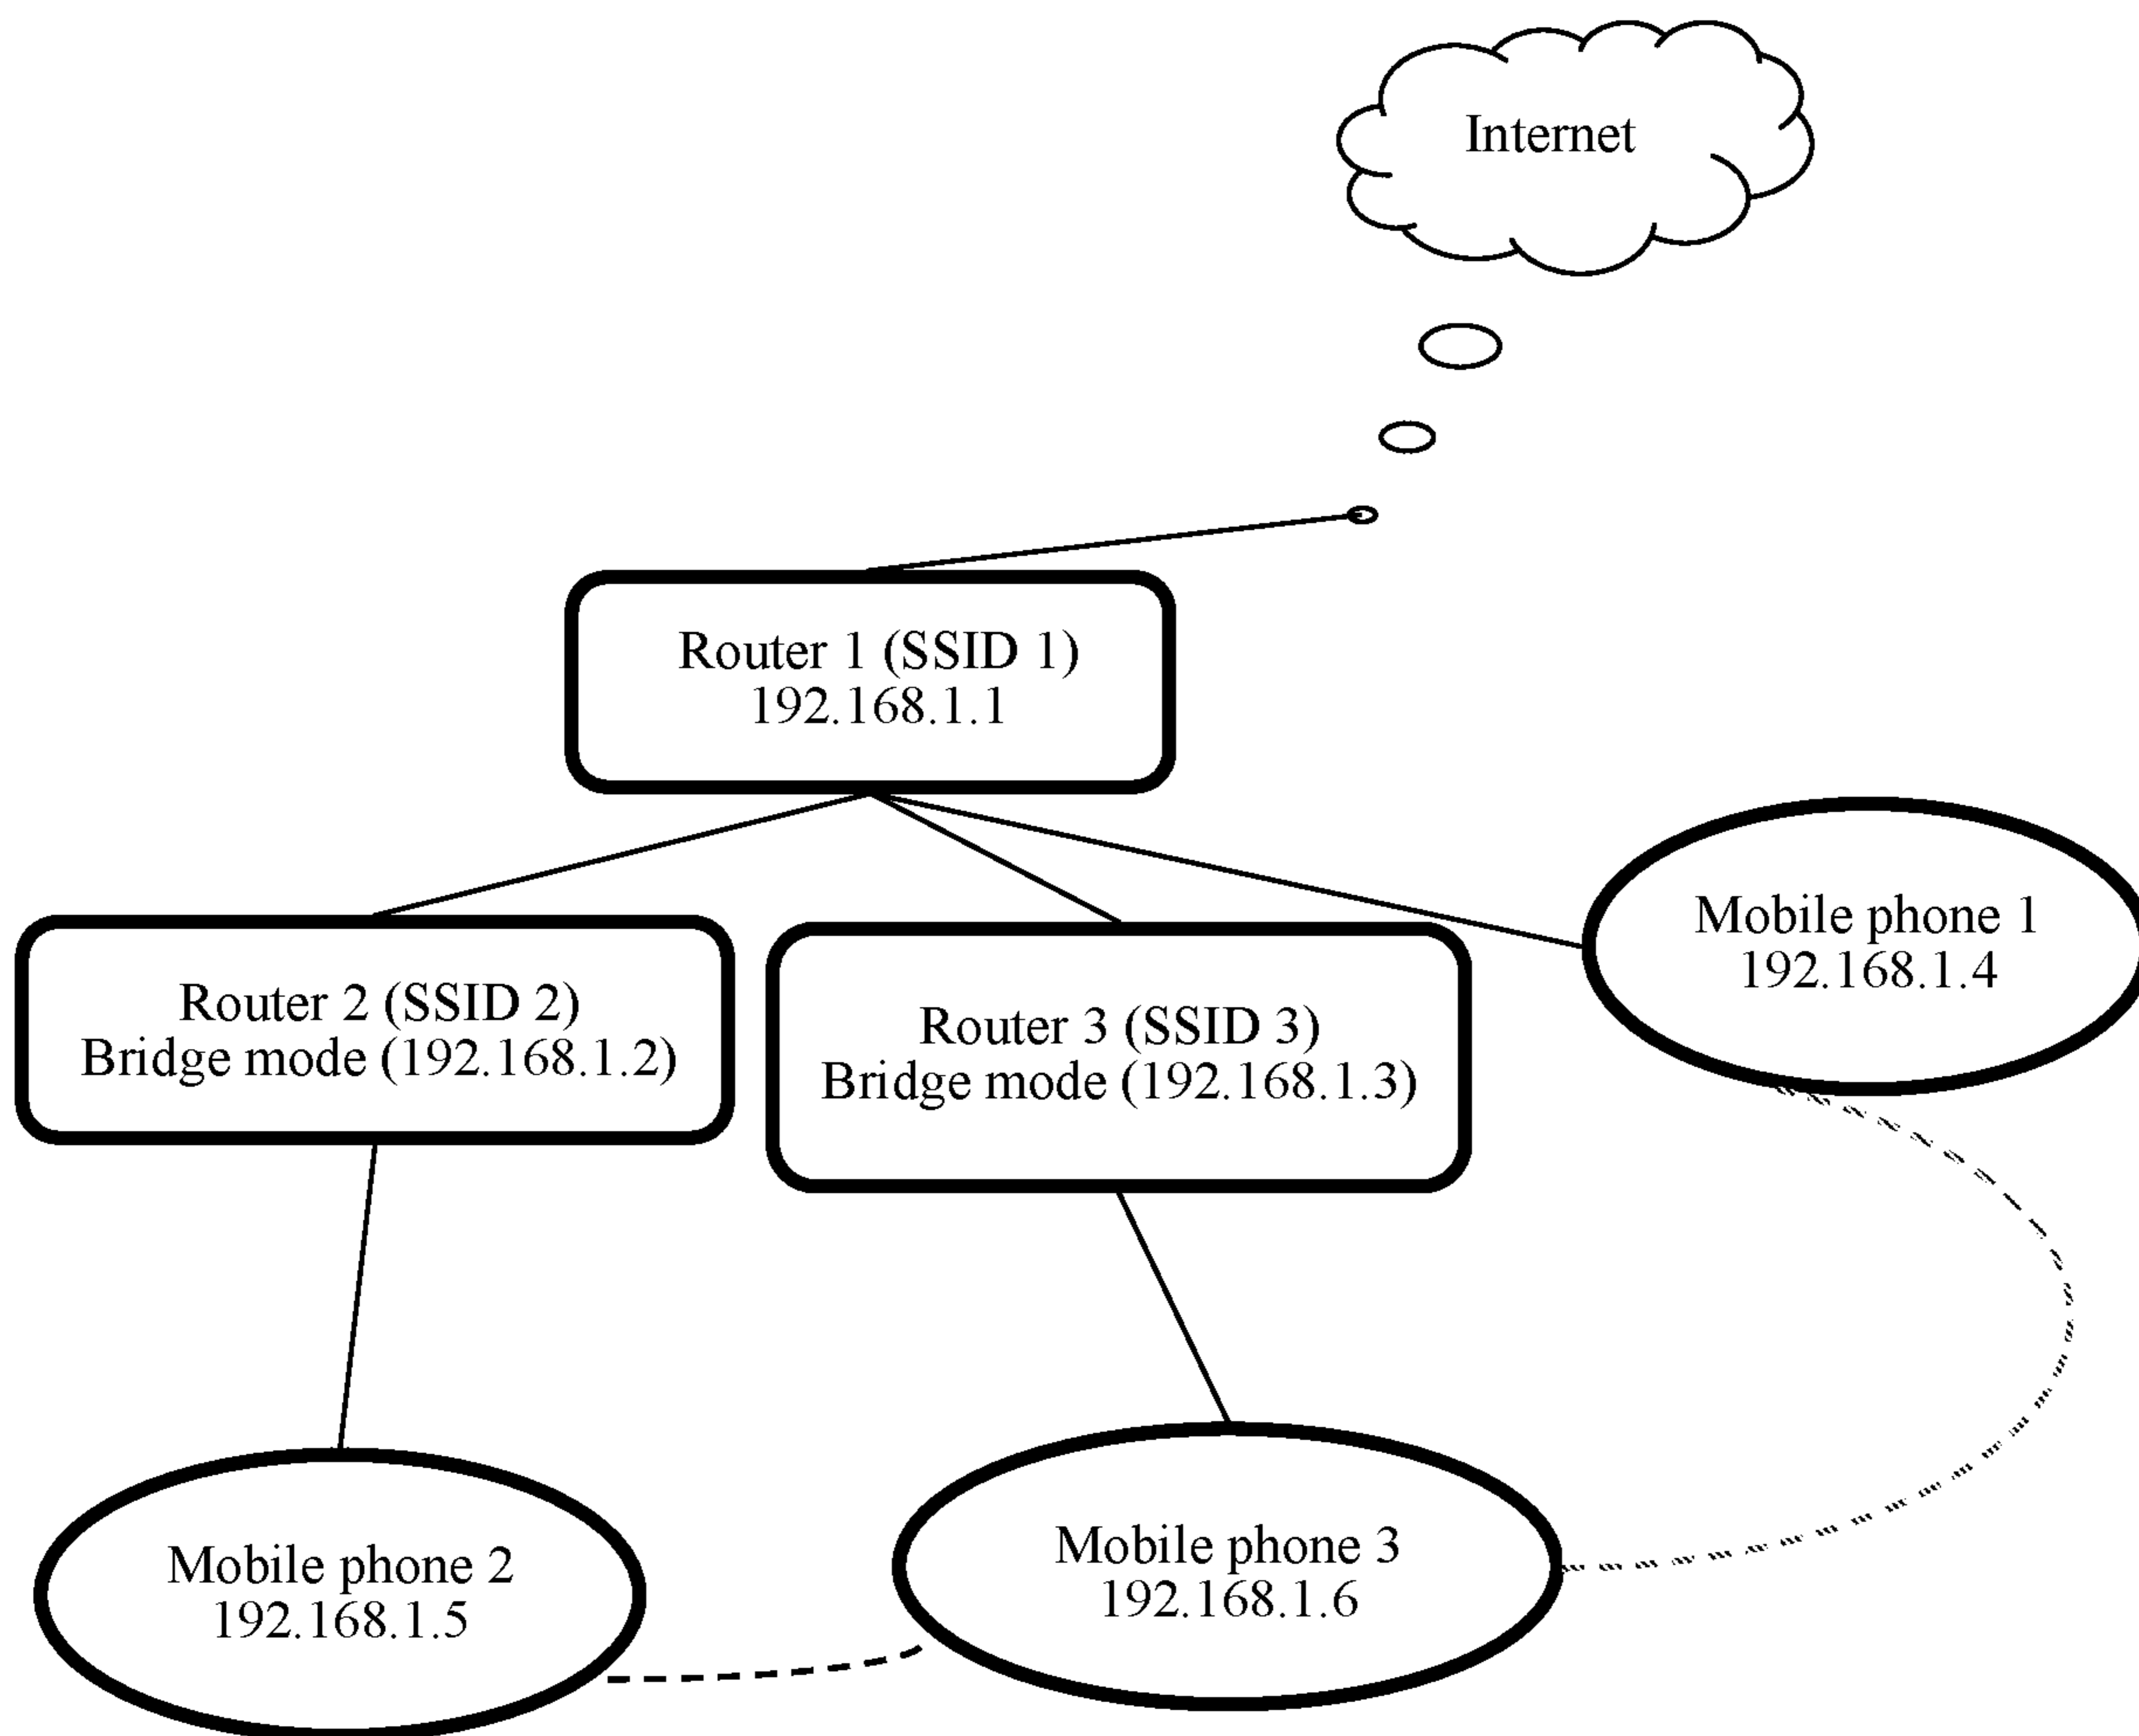 Internet
Router 1 (SSID 1)
192.168.1.1
Mobile phone 1
192.168.1.4
Router 2 (SSID 2)
Bridge mode (192.168.1.2)
Router 3 (SSID 3)
Bridge mode (192.168.1.3)
Mobile phone 2
192.168.1.5
Mobile phone 3
192.168.1.6